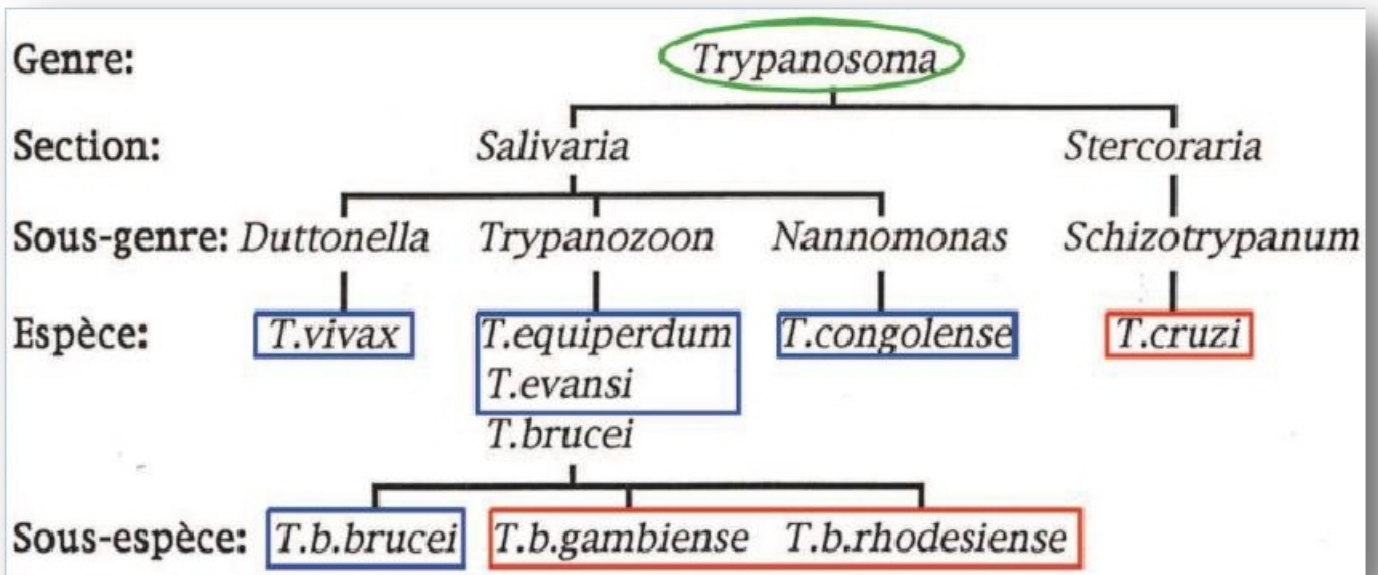 Genre: Trypanosoma
Section: Salivaria Stercoraria
Sous-genre: Duttonella Trypanozoon Nannomonas Schizotrypanum
Espèce: T.vivax T.equiperdum T.congolense T.cruzi
T.evansi
T.brucei
Sous-espèce: T.b.brucei T.b.gambiense T.b.rhodesiense